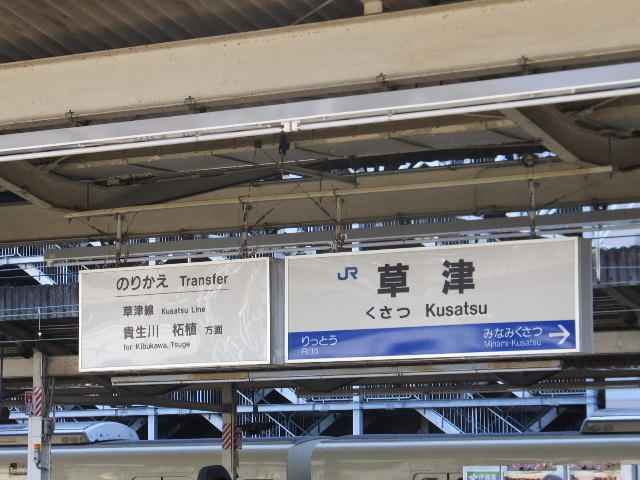 のりかえ Transfer
草津線 Kusatsu Line
貴生川 柘植 方面
for Kibukawa, Tsuge
JR 草津
くさつ Kusatsu
りっとう
Ritto
みなみくさつ
Minami-Kusatsu